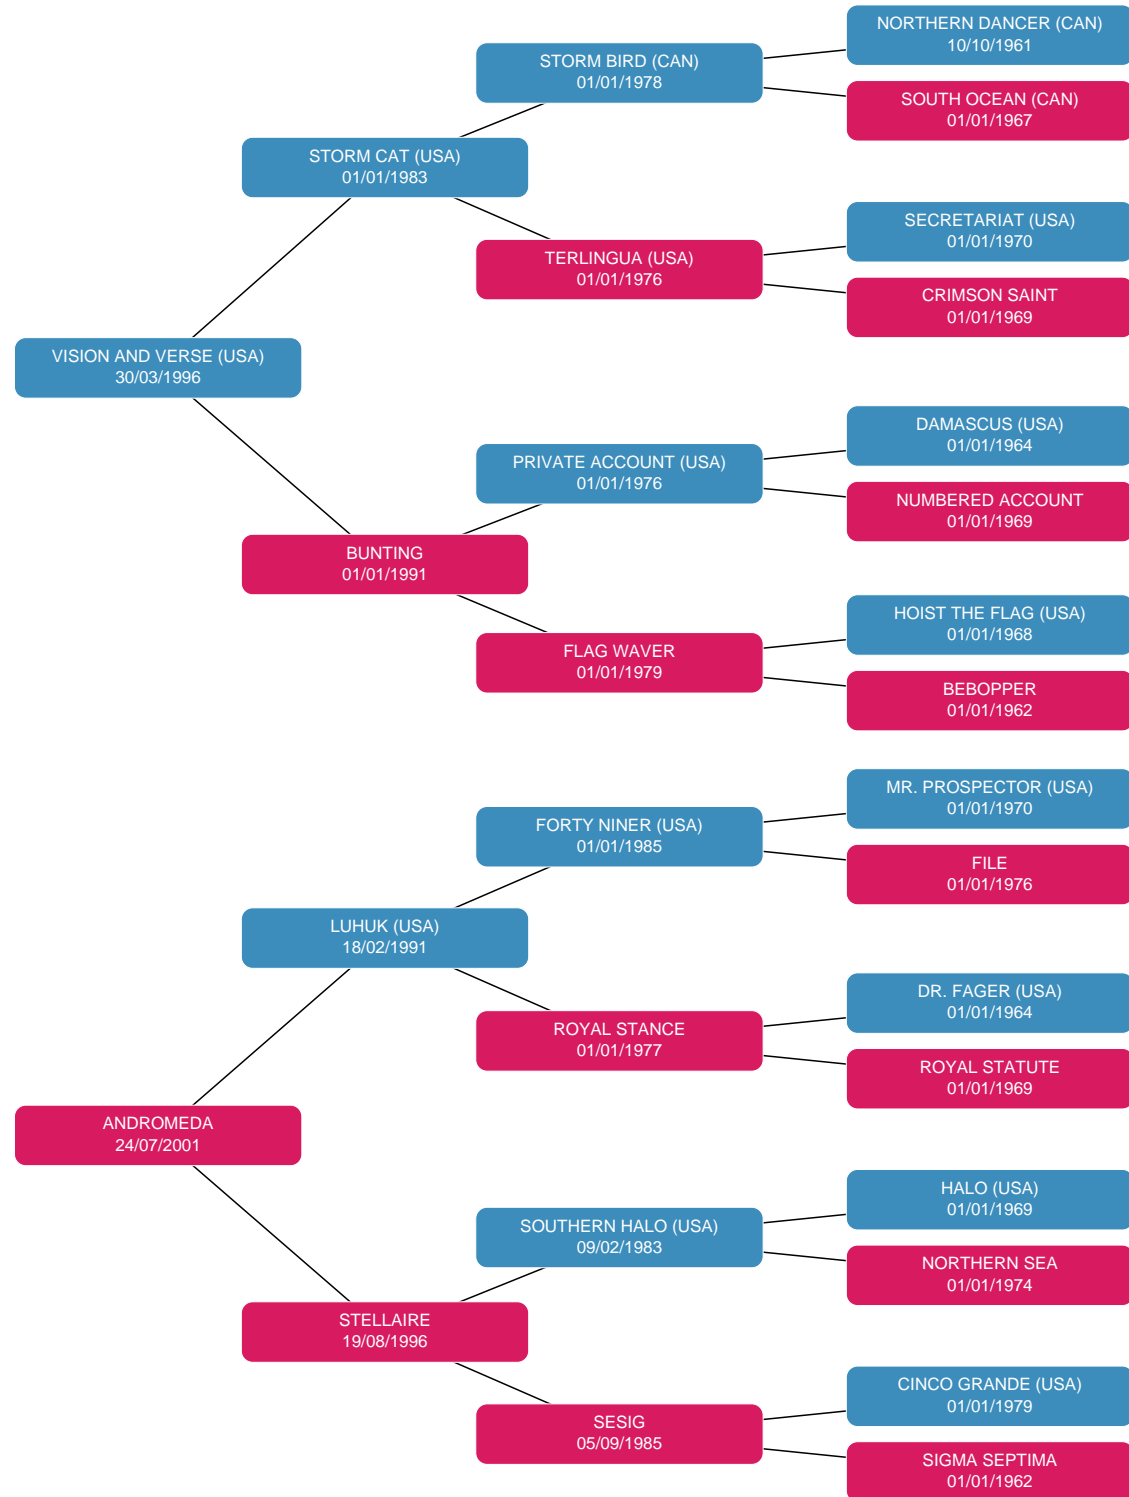 NORTHERN DANCER (CAN)
10/10/1961
STORM BIRD (CAN)
01/01/1978
SOUTH OCEAN (CAN)
01/01/1967
STORM CAT (USA)
01/01/1983
SECRETARIAT (USA)
01/01/1970
TERLINGUA (USA)
01/01/1976
CRIMSON SAINT
01/01/1969
VISION AND VERSE (USA)
30/03/1996
DAMASCUS (USA)
01/01/1964
PRIVATE ACCOUNT (USA)
01/01/1976
NUMBERED ACCOUNT
01/01/1969
BUNTING
01/01/1991
HOIST THE FLAG (USA)
01/01/1968
FLAG WAVER
01/01/1979
BEBOPPER
01/01/1962
MR. PROSPECTOR (USA)
01/01/1970
FORTY NINER (USA)
01/01/1985
FILE
01/01/1976
LUHUK (USA)
18/02/1991
DR. FAGER (USA)
01/01/1964
ROYAL STANCE
01/01/1977
ROYAL STATUTE
01/01/1969
ANDROMEDA
24/07/2001
HALO (USA)
01/01/1969
SOUTHERN HALO (USA)
09/02/1983
NORTHERN SEA
01/01/1974
STELLAIRE
19/08/1996
CINCO GRANDE (USA)
01/01/1979
SESIG
05/09/1985
SIGMA SEPTIMA
01/01/1962